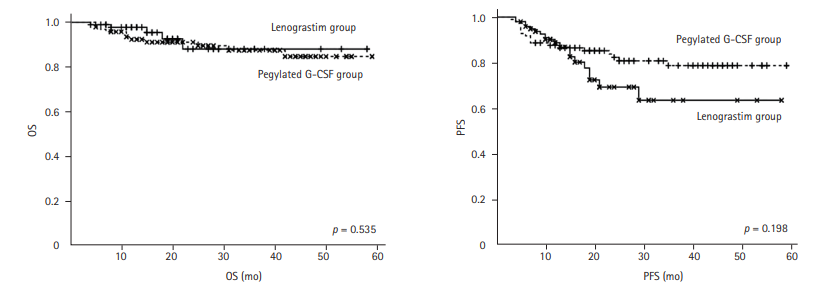 1.0
0.8
0.6
0.4
0.2
0
OS
Lenograstim group
Pegylated G-CSF group
p = 0.535
10 20 30 40 50 60
OS (mo)
1.0
0.8
0.6
0.4
0.2
0
PFS
Pegylated G-CSF group
Lenograstim group
p = 0.198
10 20 30 40 50 60
PFS (mo)